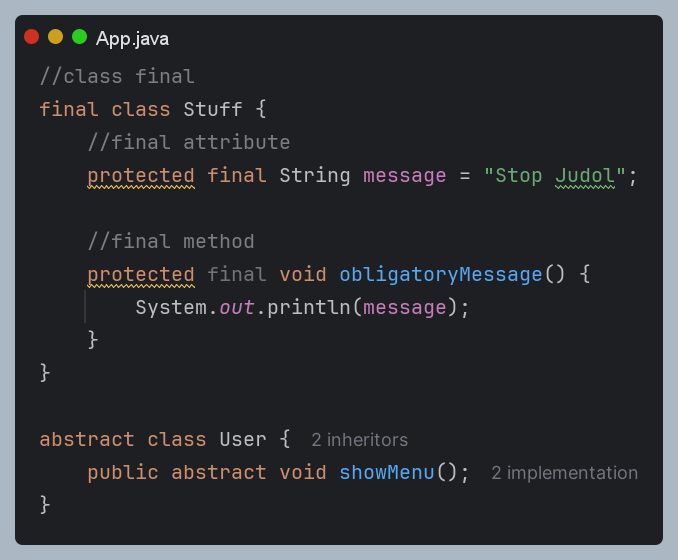 App.java
//class final
final class Stuff {
//final attribute
protected final String message = "Stop Judol";
//final method
protected final void obligatoryMessage() {
System.out.println(message);
}
}
abstract class User { 2 inheritors
public abstract void showMenu(); 2 implementation
}